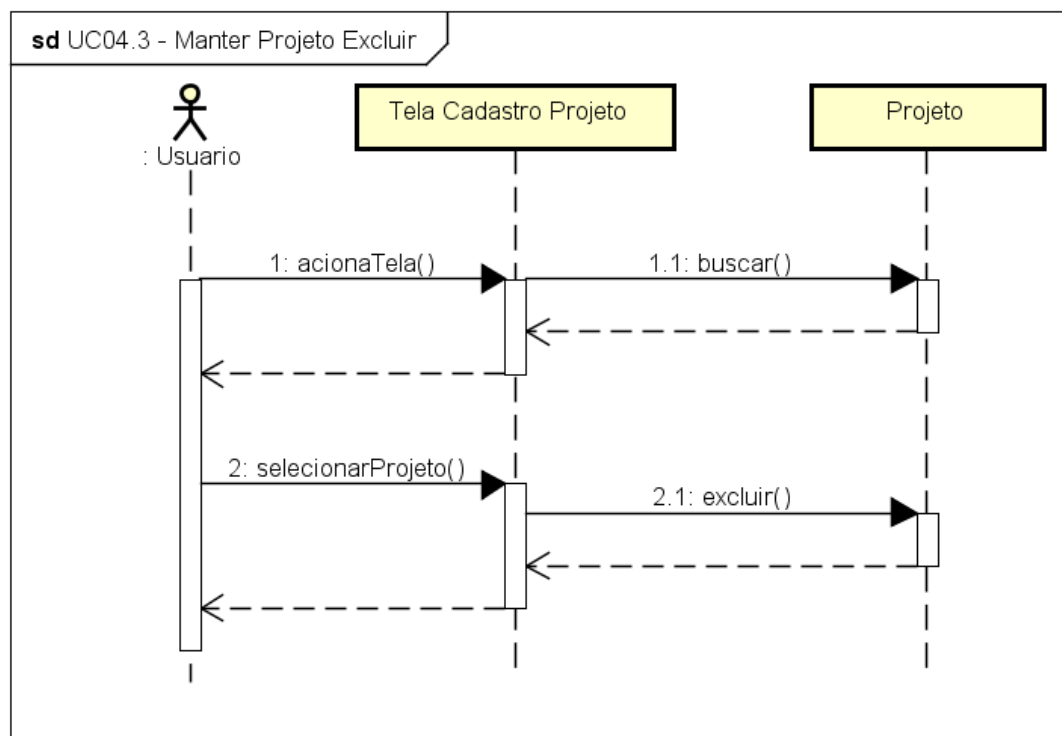 sd UC04.3 - Manter Projeto Excluir
Tela Cadastro Projeto
Projeto
: Usuario
1: acionaTela()
1.1: buscar()
2: selecionarProjeto()
2.1: excluir()